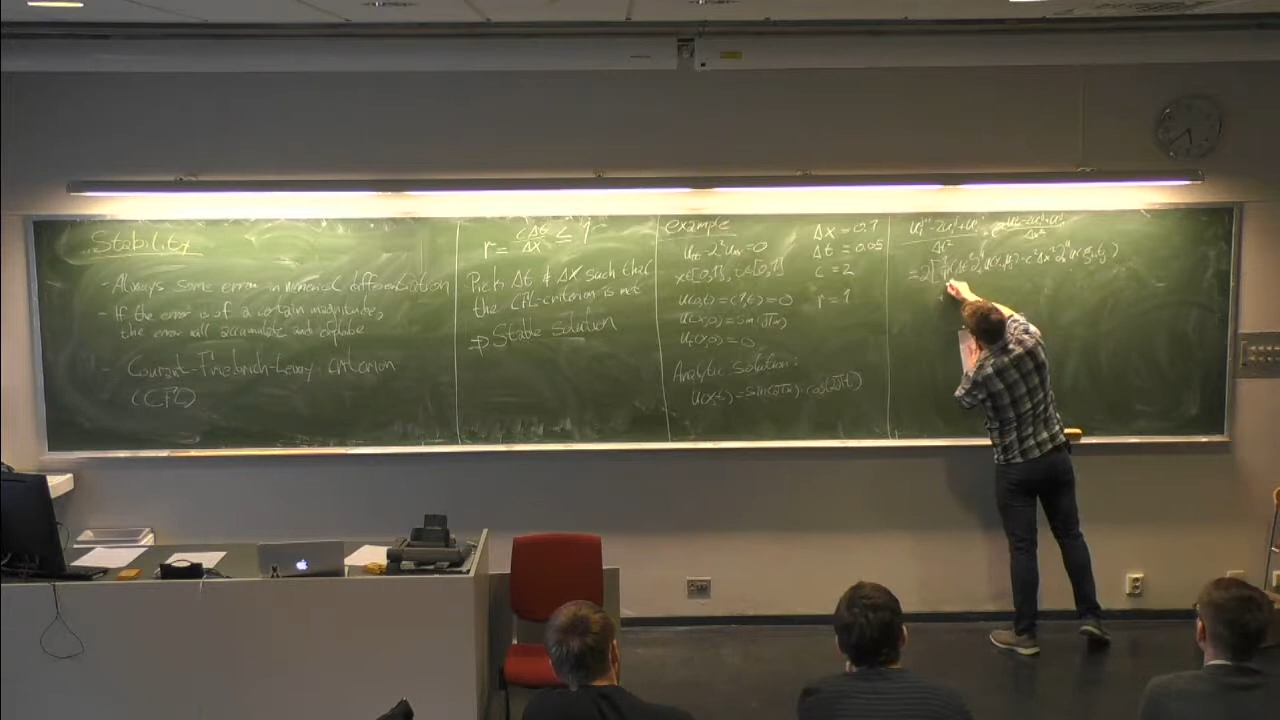 Stability
- Always some error in numerical differentiation
- If the error is of a certain magnitude,
the error will accumulate and explode
- Courant-Friedrich-Lewy criterion
(CFL)
r = cΔt/Δx ≤ 1
Pick Δt & Δx such that
the CFL-criterion is met
⇒ Stable solution
example
u_tt - 2²u_xx = 0
x∈[0,1], t∈[0,1]
u(0,t) = (1,t) = 0
u(x,0) = sin(πx)
u_t(x,0) = 0
Δx = 0.1
Δt = 0.05
c = 2
r = 1
Analytic solution:
u(x,t) = sin(πx)·cos(2πt)